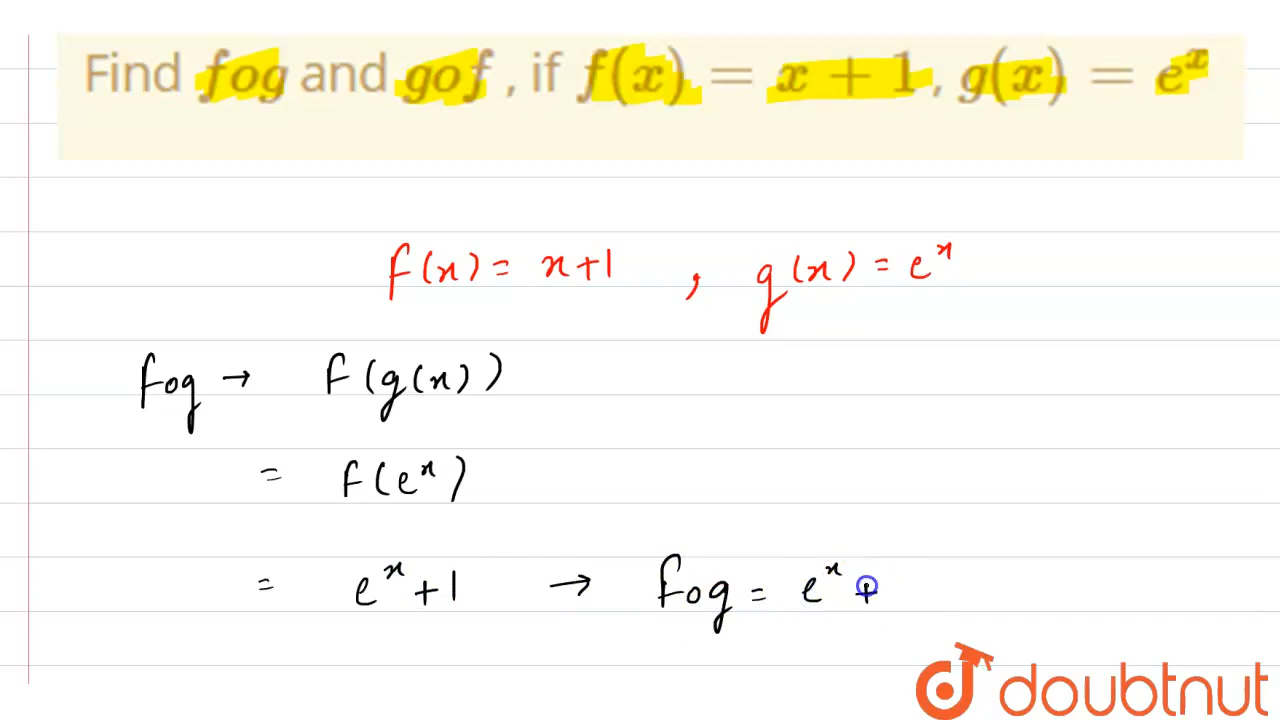 Find fog and gof , if f(x) = x + 1 , g(x) = e^x
f(x) = x+1 , g(x) = e^x
fog → f(g(x))
= f(e^x)
= e^x + 1 → fog = e^x +
doubtnut